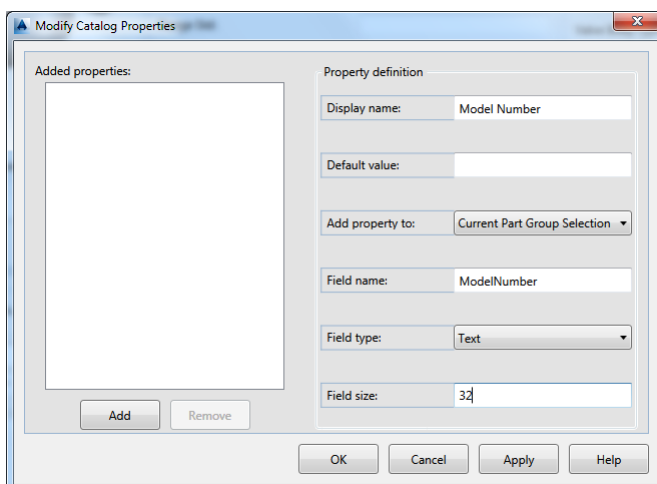 Modify Catalog Properties
Added properties:
Property definition
Display name: Model Number
Default value:
Add property to: Current Part Group Selection
Field name: ModelNumber
Field type: Text
Field size: 32
Add Remove
OK Cancel Apply Help